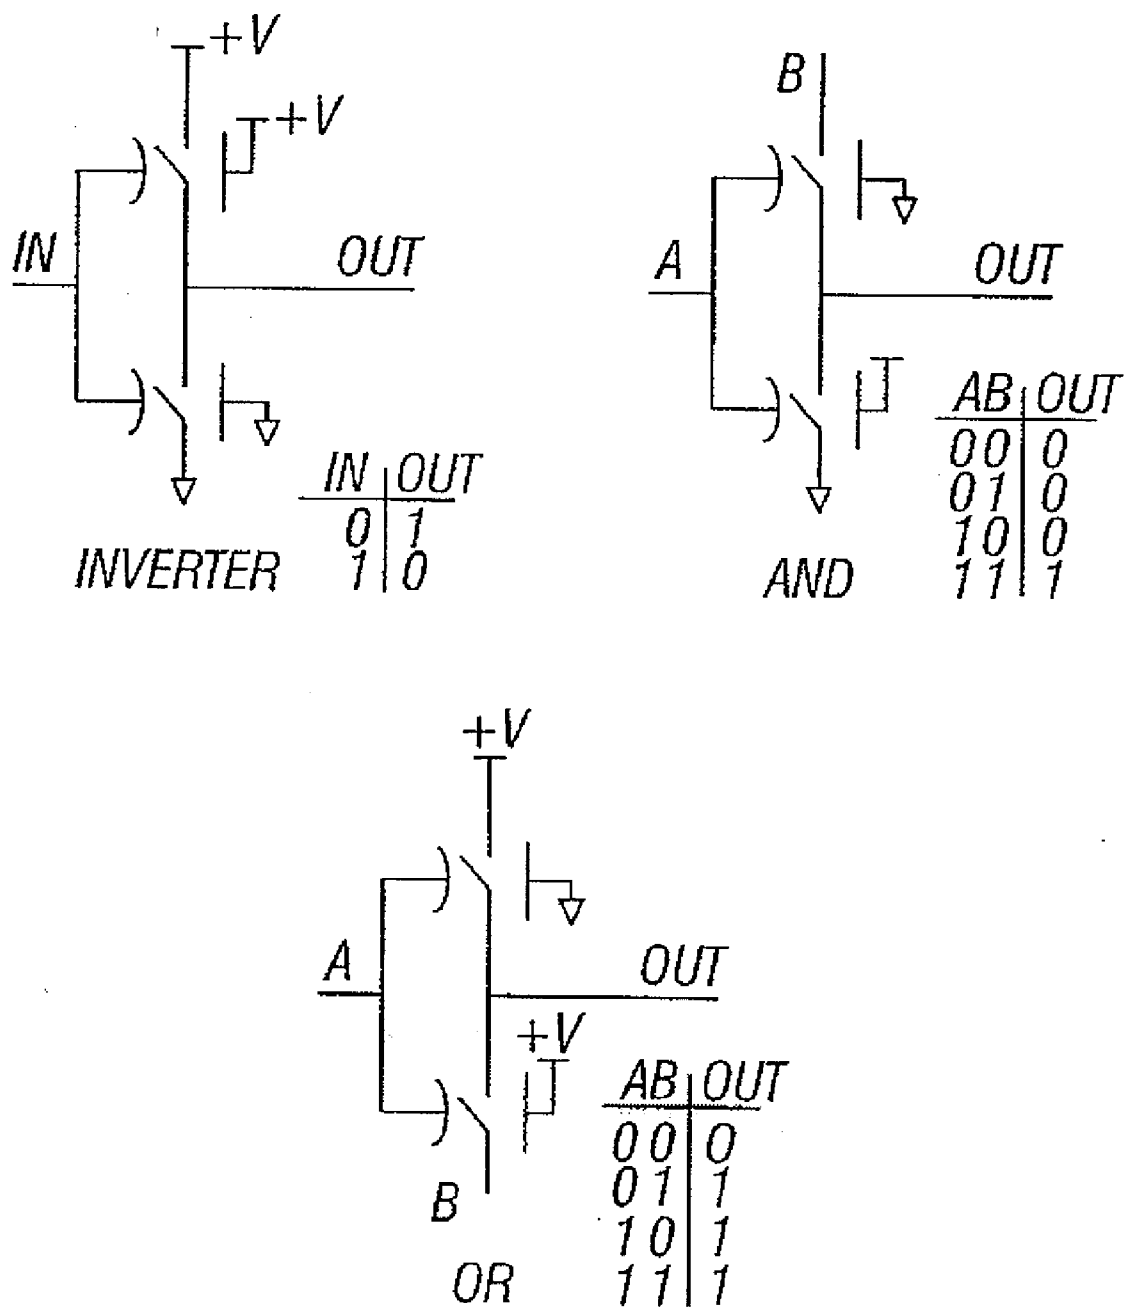 +V
+V
IN
OUT
IN OUT
0 1
1 0
INVERTER
B
A
OUT
AB OUT
00 0
01 0
10 0
11 1
AND
+V
A
OUT
+V
B
AB OUT
00 0
01 1
10 1
11 1
OR